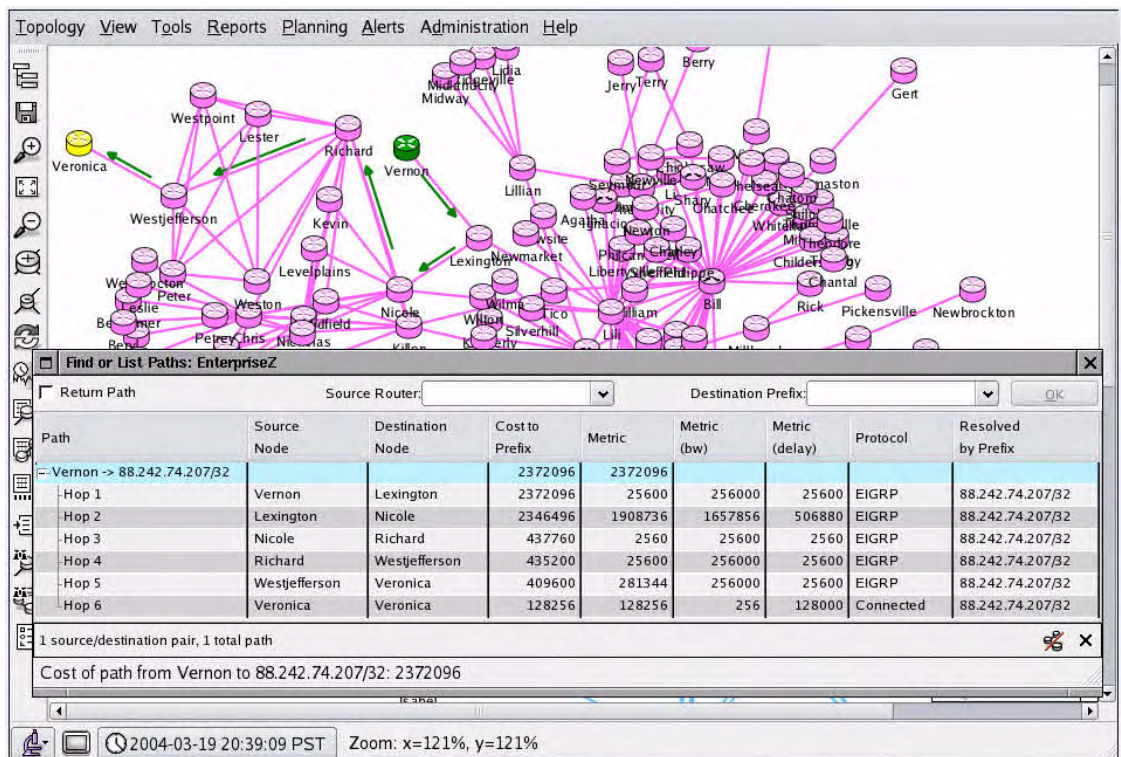 Topology View Tools Reports Planning Alerts Administration Help
Lidia
Berry
Jerry Terry
Midway
Gert
Westpoint
Lester
Richard
Veronica
Vernon
Lillian
Westjefferson
Kevin
Agatha
Ignacio
Newton
Shary
Onatchee
Cherokee
Lexington
Newmarket
Levelplains
Theodore
Chantal
Peter
Weston
Nicole
Wilma
Tico
Silverhill
Lili
Bill
Rick
Pickensville
Newbrockton
Find or List Paths: EnterpriseZ
Return Path Source Router: Destination Prefix: OK
Path Source Node Destination Node Cost to Prefix Metric Metric (bw) Metric (delay) Protocol Resolved by Prefix
Vernon -> 88.242.74.207/32 2372096 2372096
Hop 1 Vernon Lexington 2372096 25600 256000 25600 EIGRP 88.242.74.207/32
Hop 2 Lexington Nicole 2346496 1908736 1657856 506880 EIGRP 88.242.74.207/32
Hop 3 Nicole Richard 437760 2560 25600 2560 EIGRP 88.242.74.207/32
Hop 4 Richard Westjefferson 435200 25600 256000 25600 EIGRP 88.242.74.207/32
Hop 5 Westjefferson Veronica 409600 281344 256000 25600 EIGRP 88.242.74.207/32
Hop 6 Veronica Veronica 128256 128256 256 128000 Connected 88.242.74.207/32
1 source/destination pair, 1 total path
Cost of path from Vernon to 88.242.74.207/32: 2372096
2004-03-19 20:39:09 PST Zoom: x=121%, y=121%